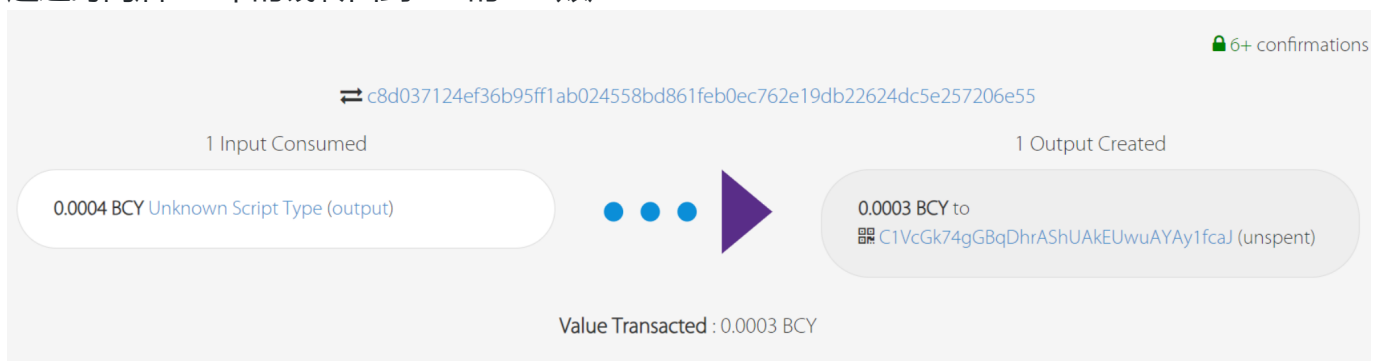 6+ confirmations
c8d037124ef36b95ff1ab024558bd861feb0ec762e19db22624dc5e257206e55
1 Input Consumed
1 Output Created
0.0004 BCY Unknown Script Type (output)
0.0003 BCY to
C1VcGk74gGBqDhrAShUAkEUwuAYAy1fcaJ (unspent)
Value Transacted : 0.0003 BCY